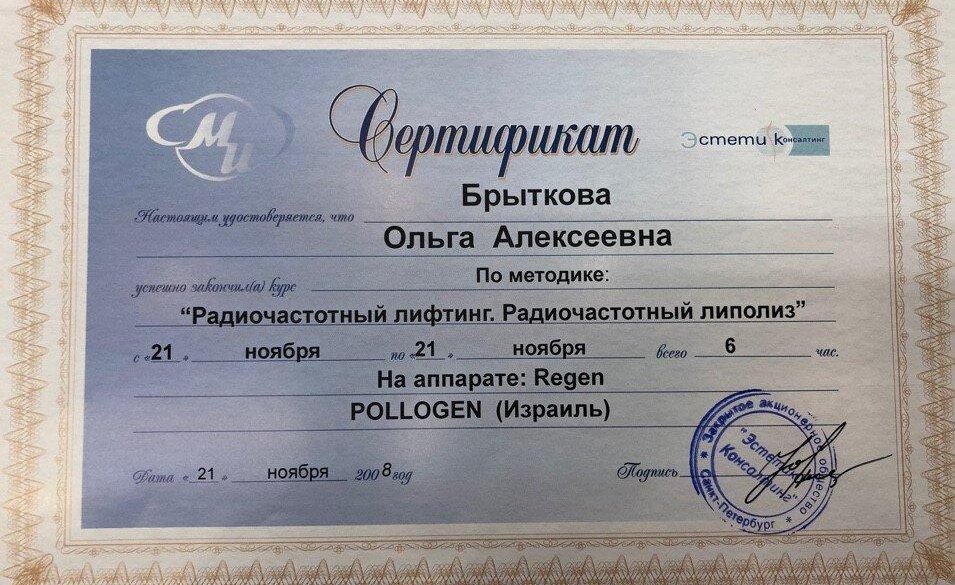 Ми
Сертификат
Эстети Консалтинг
Брыткова
Настоящим удостоверяется, что
Ольга Алексеевна
По методике:
успешно закончил(а) курс
“Радиочастотный лифтинг. Радиочастотный липолиз”
с «21» ноября по «21» ноября всего 6 час.
На аппарате: Regen
POLLOGEN (Израиль)
Дата «21» ноября 2008 год Подпись
Закрытое акционерное общество
"Эстети
Консалтинг"
Санкт-Петербург